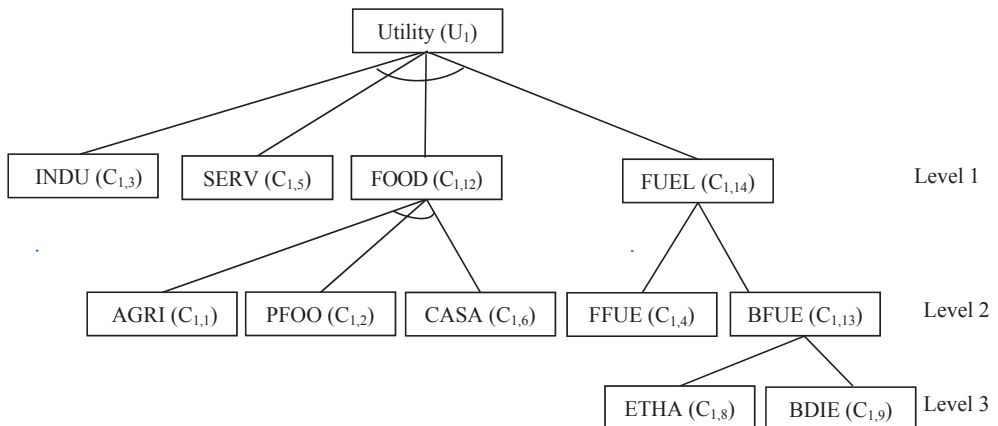 Utility (U₁)
INDU (C₁,₃) SERV (C₁,₅) FOOD (C₁,₁₂) FUEL (C₁,₁₄) Level 1
AGRI (C₁,₁) PFOO (C₁,₂) CASA (C₁,₆) FFUE (C₁,₄) BFUE (C₁,₁₃) Level 2
ETHA (C₁,₈) BDIE (C₁,₉) Level 3